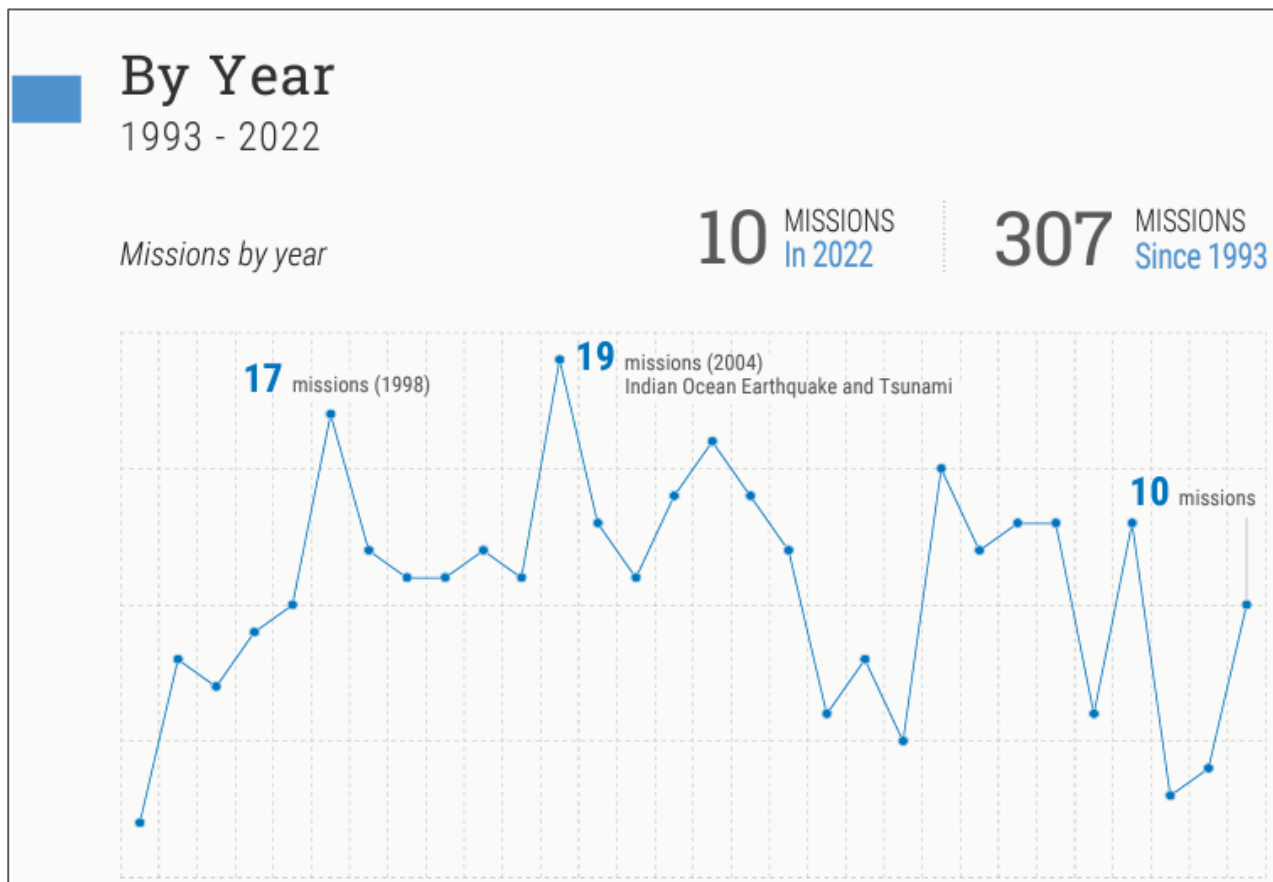 By Year
1993 - 2022
Missions by year
10 MISSIONS
In 2022
307 MISSIONS
Since 1993
17 missions (1998)
19 missions (2004)
Indian Ocean Earthquake and Tsunami
10 missions